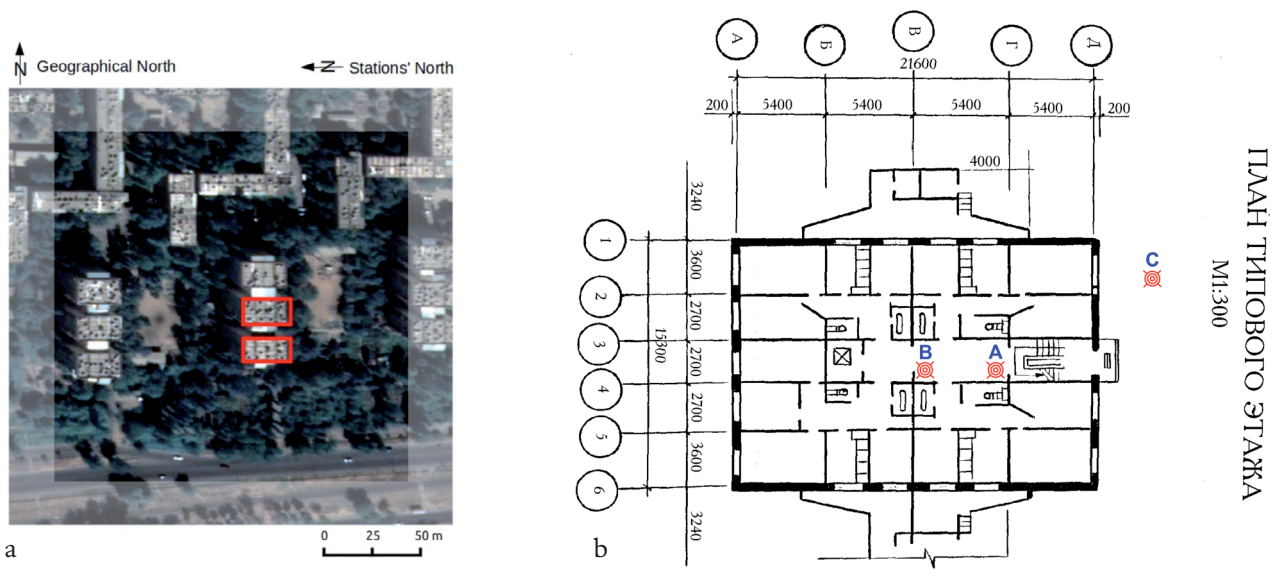 N
Geographical North
N
Stations' North
0 25 50 m
a
А Б В Г Д
21600
200 5400 5400 5400 5400 200
4000
3240
1
3600
2
2700
3
2700
15300
4
2700
5
3600
6
3240
A
B
C
ПЛАН ТИПОВОГО ЭТАЖА
М1:300
b